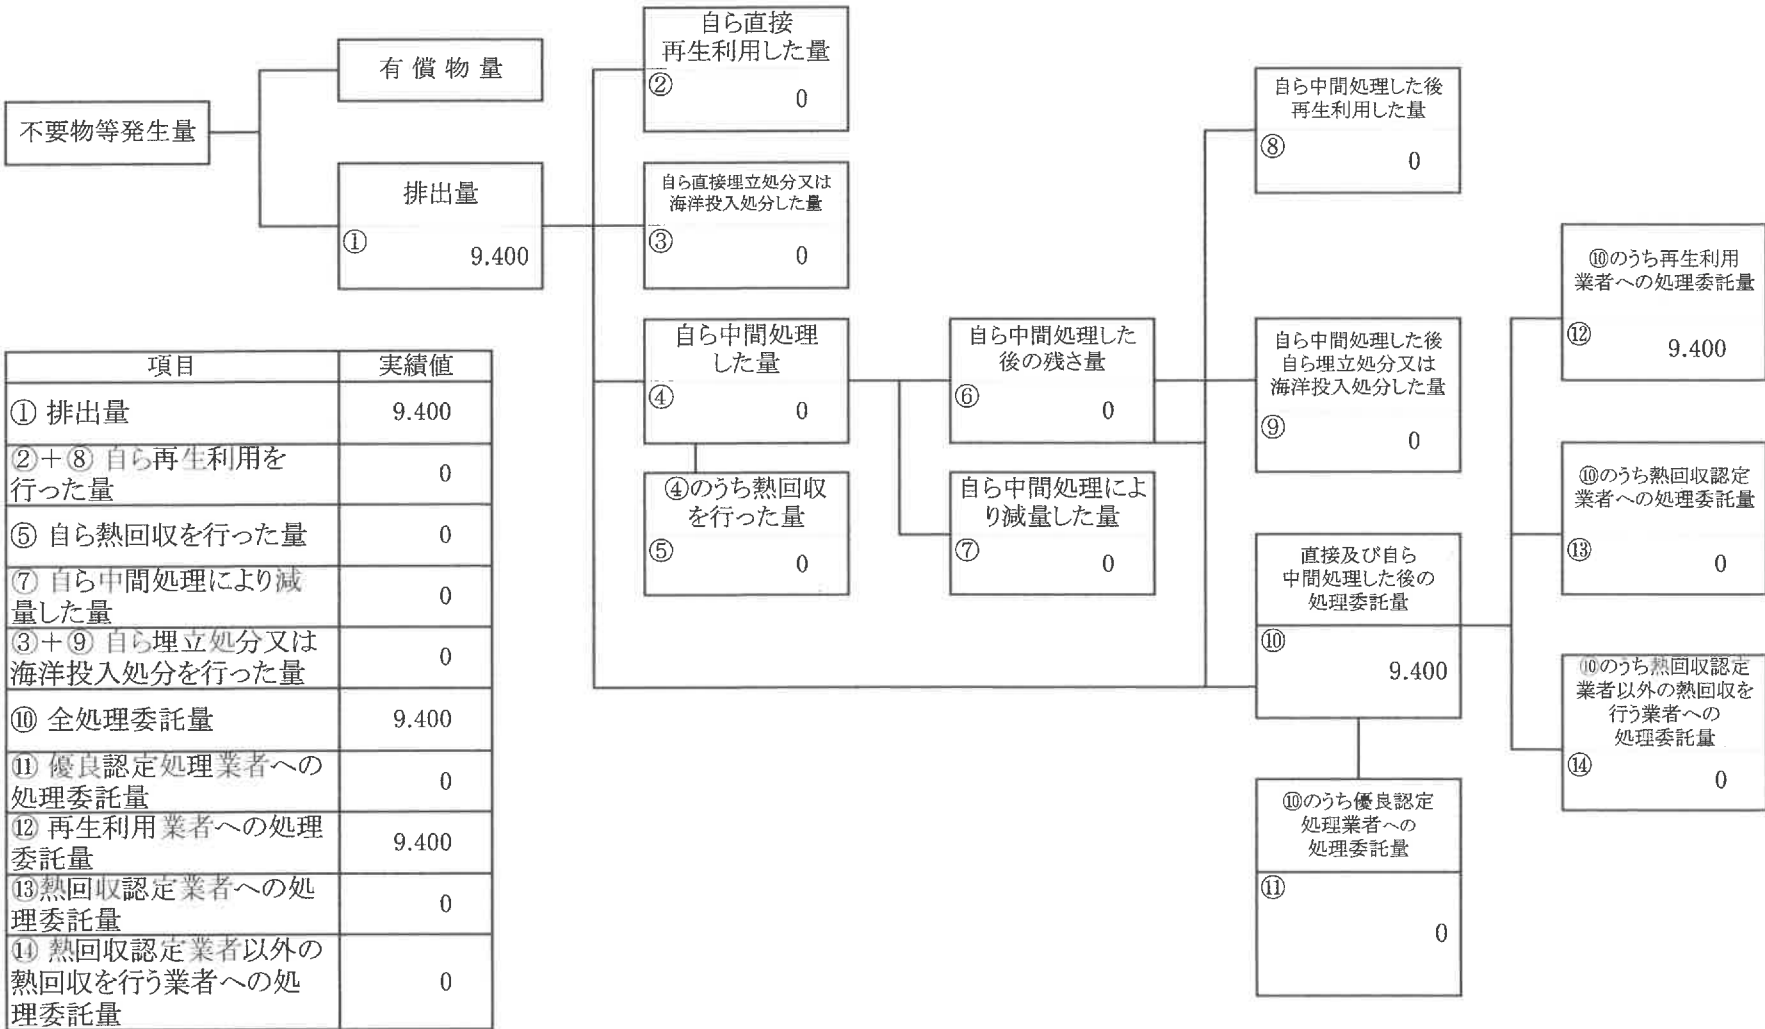 不要物等発生量
有 償 物 量
排出量
①
9.400
自ら直接
再生利用した量
②
0
自ら直接埋立処分又は
海洋投入処分した量
③
0
自ら中間処理
した量
④
0
④のうち熱回収
を行った量
⑤
0
自ら中間処理した
後の残さ量
⑥
0
自ら中間処理によ
り減量した量
⑦
0
自ら中間処理した後
再生利用した量
⑧
0
自ら中間処理した後
自ら埋立処分又は
海洋投入処分した量
⑨
0
直接及び自ら
中間処理した後の
処理委託量
⑩
9.400
⑩のうち優良認定
処理業者への
処理委託量
⑪
0
⑩のうち再生利用
業者への処理委託量
⑫
9.400
⑩のうち熱回収認定
業者への処理委託量
⑬
0
⑩のうち熱回収認定
業者以外の熱回収を
行う業者への
処理委託量
⑭
0
項目 実績値
① 排出量 9.400
②+⑧ 自ら再生利用を
行った量 0
⑤ 自ら熱回収を行った量 0
⑦ 自ら中間処理により減
量した量 0
③+⑨ 自ら埋立処分又は
海洋投入処分を行った量 0
⑩ 全処理委託量 9.400
⑪ 優良認定処理業者への
処理委託量 0
⑫ 再生利用業者への処理
委託量 9.400
⑬熱回収認定業者への処
理委託量 0
⑭ 熱回収認定業者以外の
熱回収を行う業者への処
理委託量 0